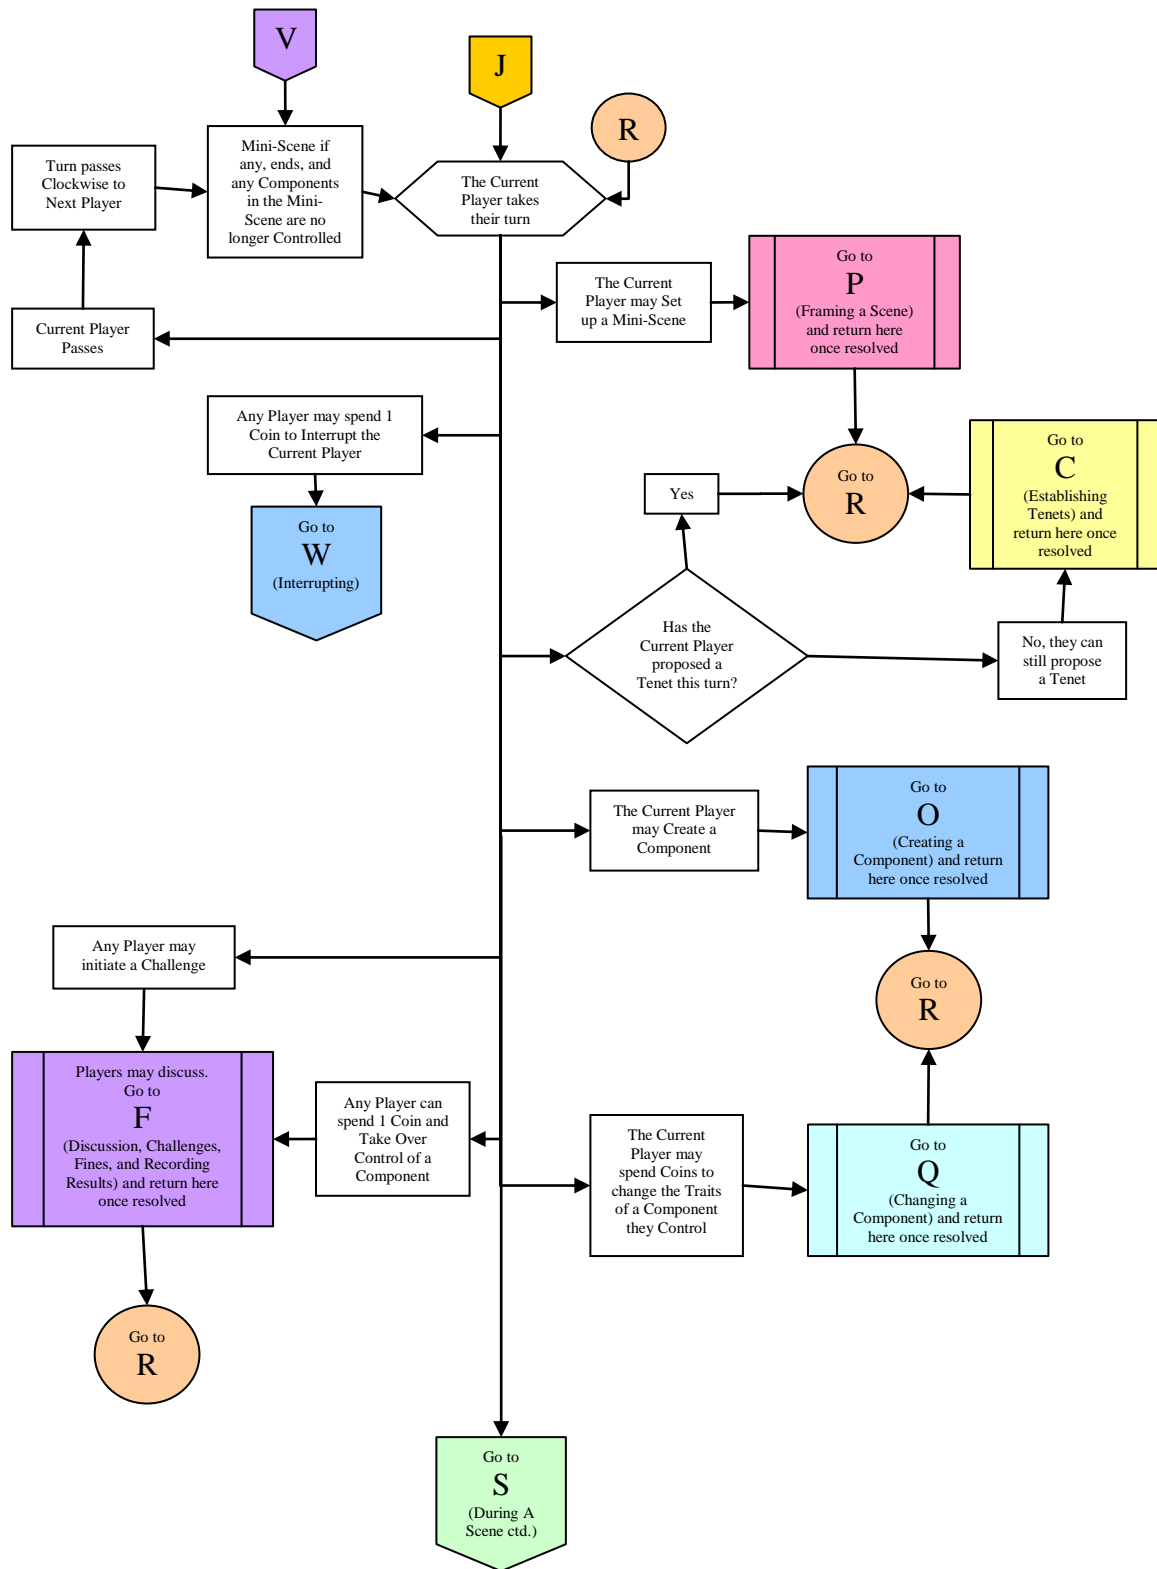 V
J
R
Mini-Scene if
any, ends, and
any Components
in the Mini-
Scene are no
longer Controlled
Turn passes
Clockwise to
Next Player
The Current
Player takes
their turn
Go to
P
(Framing a Scene)
and return here
once resolved
The Current
Player may Set
up a Mini-Scene
Current Player
Passes
Any Player may spend 1
Coin to Interrupt the
Current Player
Go to
R
Go to
C
(Establishing
Tenets) and
return here once
resolved
Yes
Go to
W
(Interrupting)
Has the
Current Player
proposed a
Tenet this turn?
No, they can
still propose
a Tenet
The Current Player
may Create a
Component
Go to
O
(Creating a
Component) and return
here once resolved
Any Player may
initiate a Challenge
Go to
R
Players may discuss.
Go to
F
(Discussion, Challenges,
Fines, and Recording
Results) and return here
once resolved
Any Player can
spend 1 Coin and
Take Over
Control of a
Component
The Current
Player may
spend Coins to
change the Traits
of a Component
they Control
Go to
Q
(Changing a
Component) and return
here once resolved
Go to
R
Go to
S
(During A
Scene ctd.)